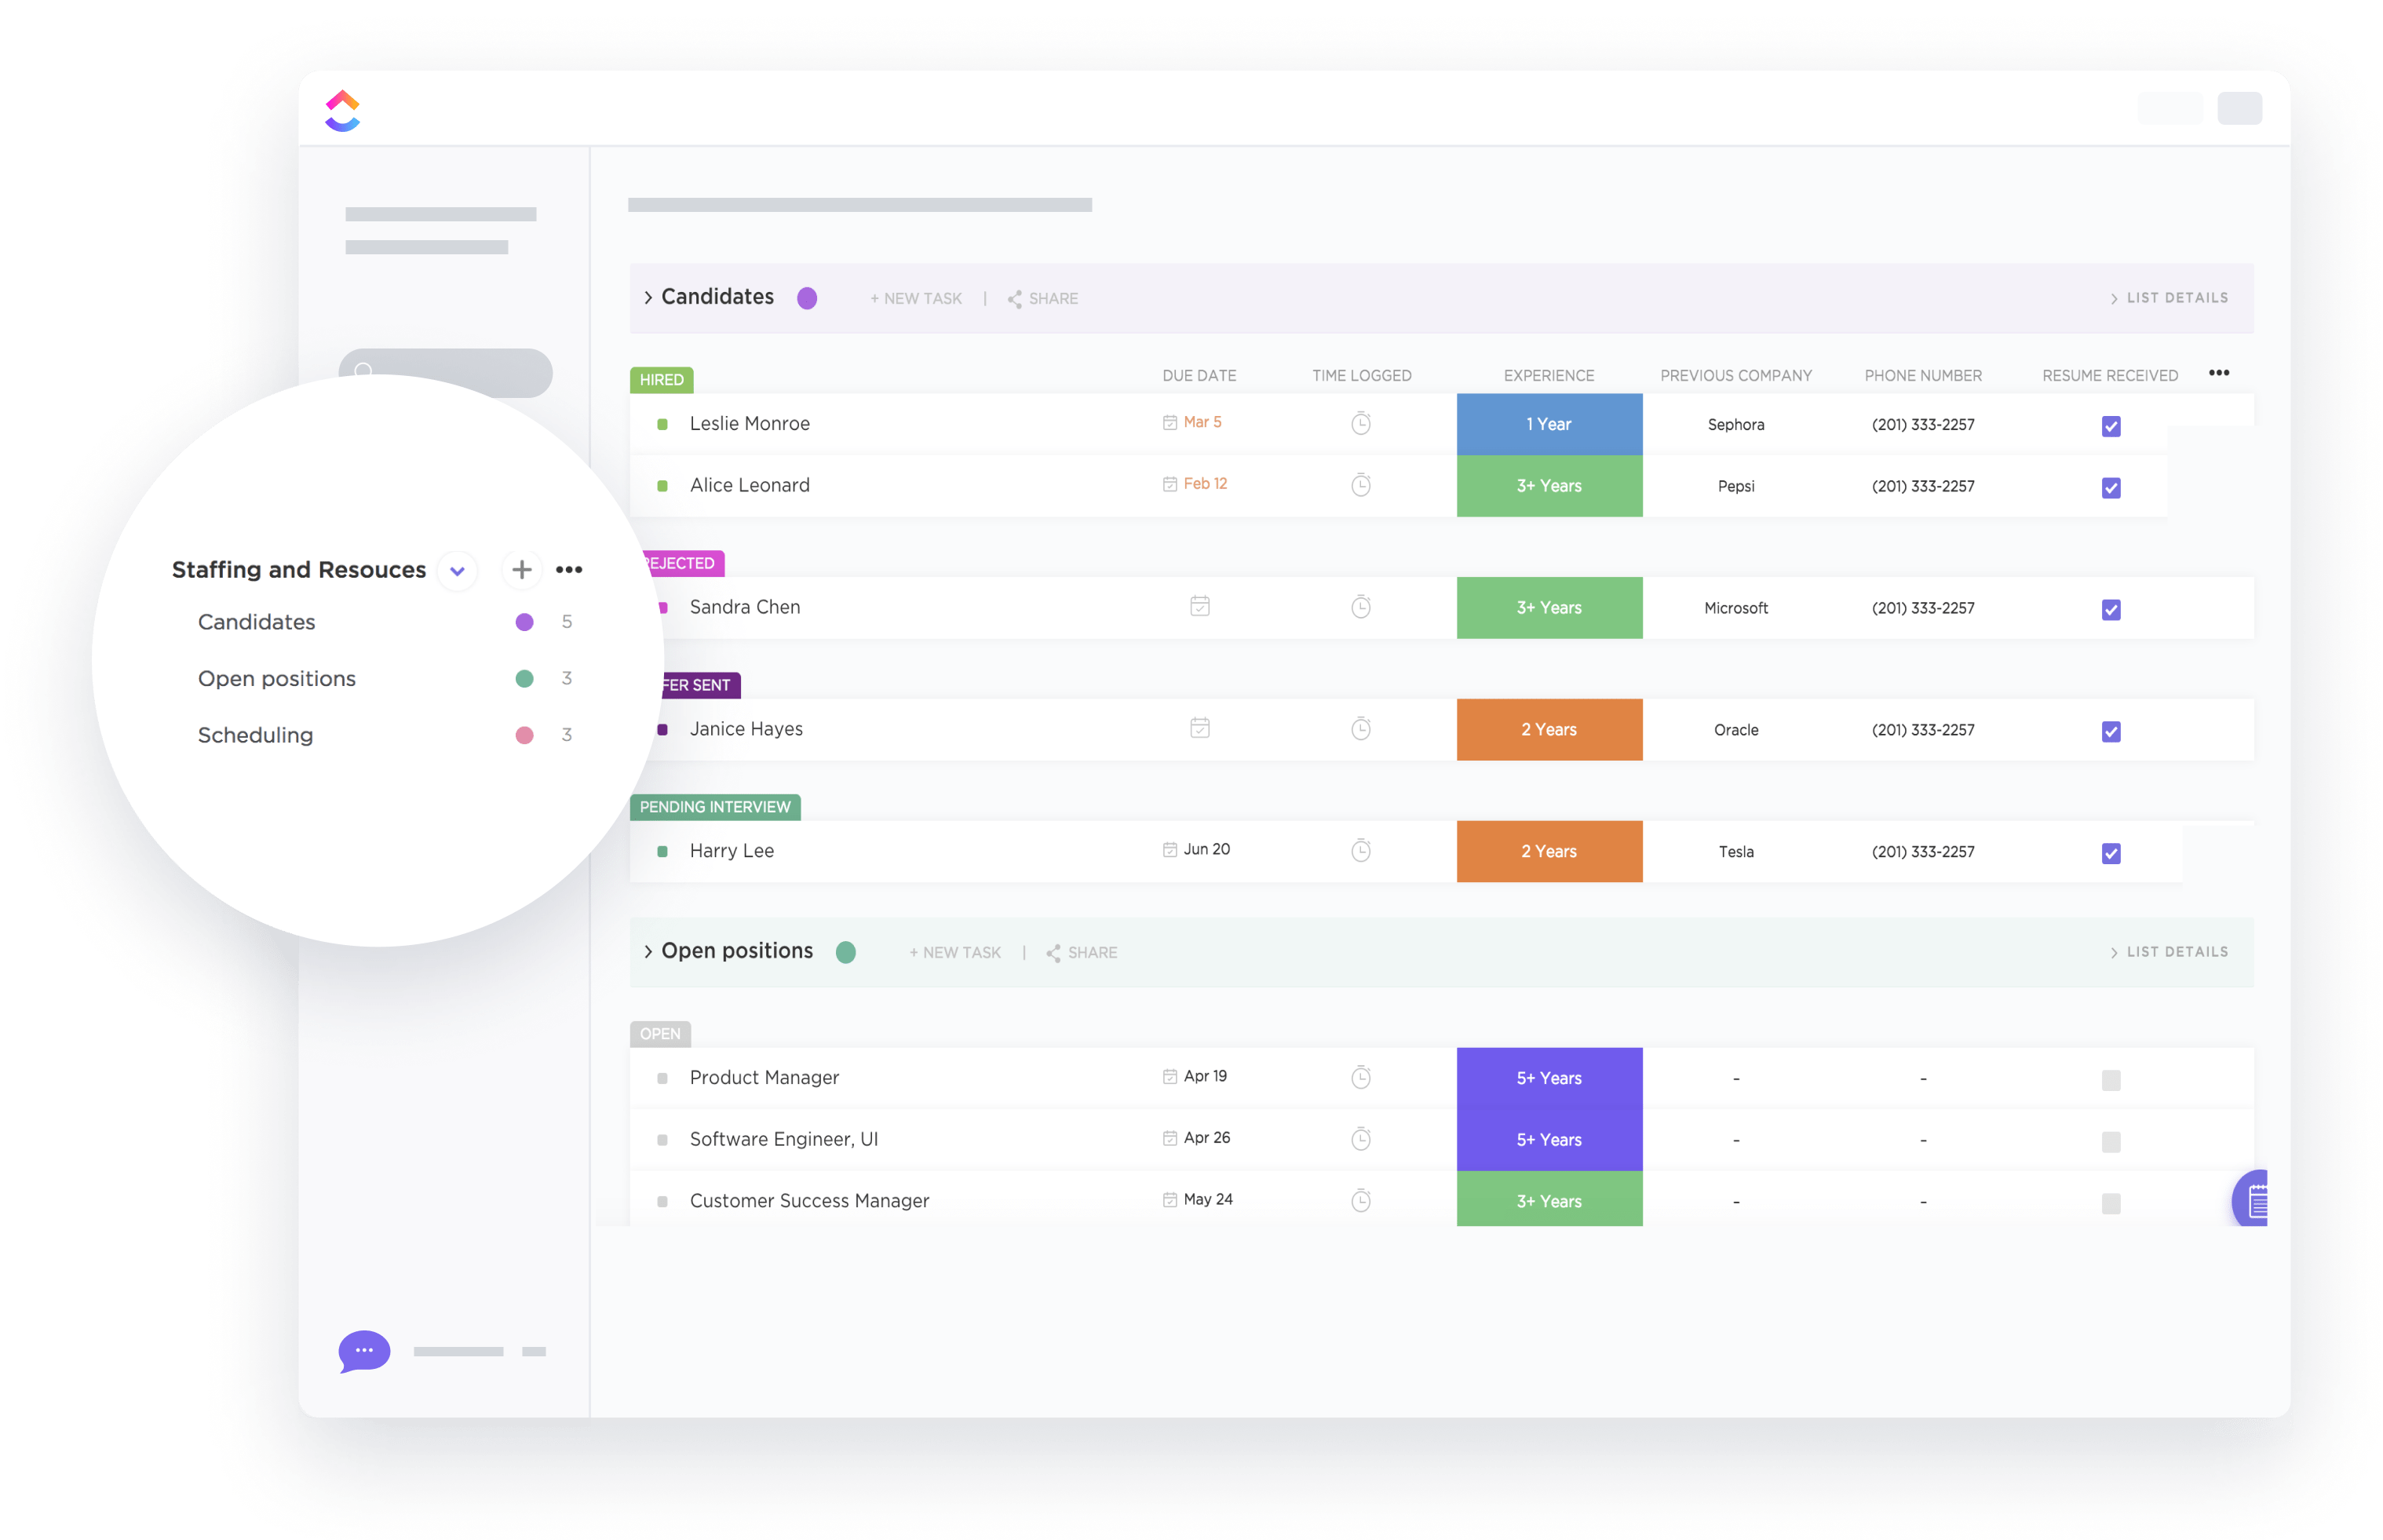 Candidates + NEW TASK | SHARE > LIST DETAILS
HIRED DUE DATE TIME LOGGED EXPERIENCE PREVIOUS COMPANY PHONE NUMBER RESUME RECEIVED
Leslie Monroe Mar 5 1 Year Sephora (201) 333-2257
Alice Leonard Feb 12 3+ Years Pepsi (201) 333-2257
EJECTED
Sandra Chen 3+ Years Microsoft (201) 333-2257
FER SENT
Janice Hayes 2 Years Oracle (201) 333-2257
PENDING INTERVIEW
Harry Lee Jun 20 2 Years Tesla (201) 333-2257
Staffing and Resouces
Candidates 5
Open positions 3
Scheduling 3
Open positions + NEW TASK | SHARE > LIST DETAILS
OPEN
Product Manager Apr 19 5+ Years - -
Software Engineer, UI Apr 26 5+ Years - -
Customer Success Manager May 24 3+ Years - -